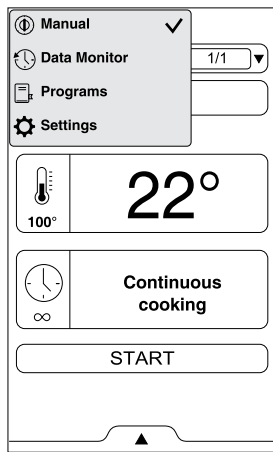 Manual
Data Monitor
1/1
Programs
Settings
100°
22°
∞
Continuous
cooking
START